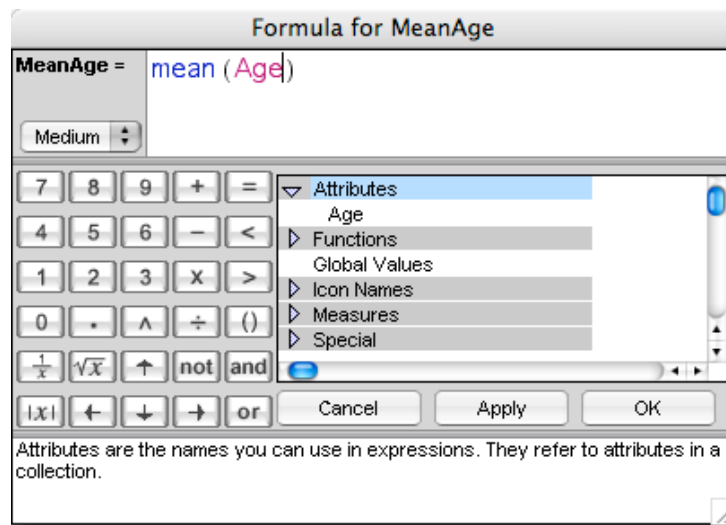 Formula for MeanAge
MeanAge = mean (Age)
Medium
7 8 9 + =
4 5 6 − <
1 2 3 x >
0 . ^ ÷ ()
1/x √x ↑ not and
|x| ← ↓ → or
Attributes
Age
Functions
Global Values
Icon Names
Measures
Special
Cancel Apply OK
Attributes are the names you can use in expressions. They refer to attributes in a
collection.